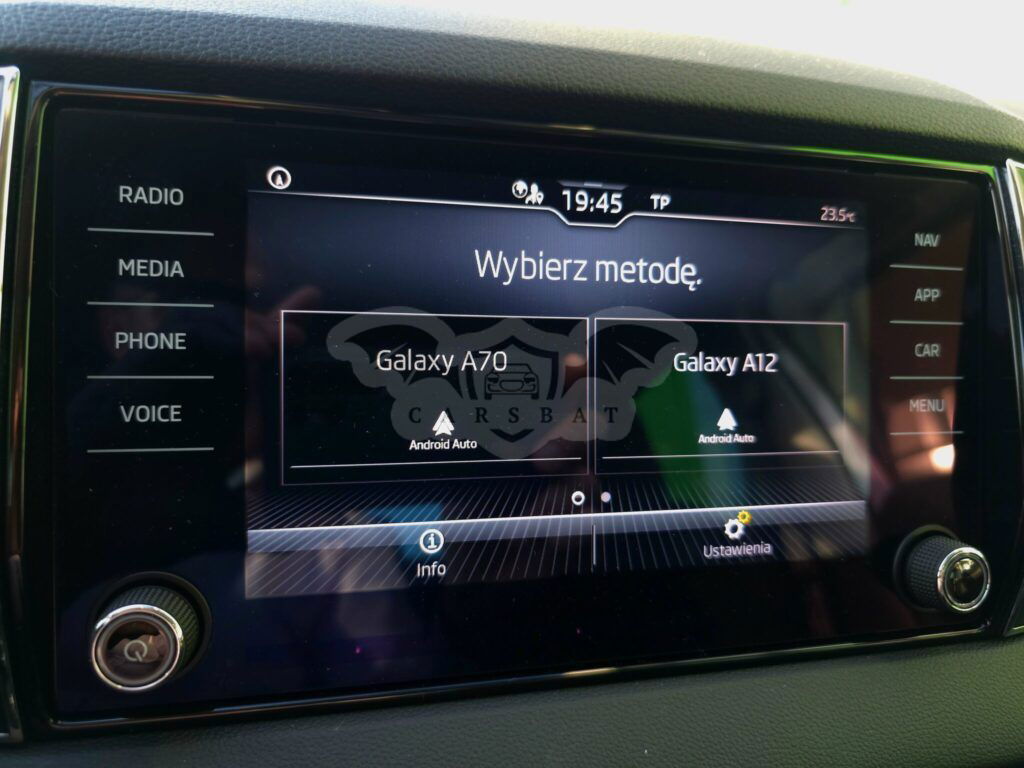 RADIO
MEDIA
PHONE
VOICE
19:45
TP
23.5°C
Wybierz metodę.
Galaxy A70
Android Auto
Galaxy A12
Android Auto
CARSBAT
Info
Ustawienia
NAV
APP
CAR
MENU